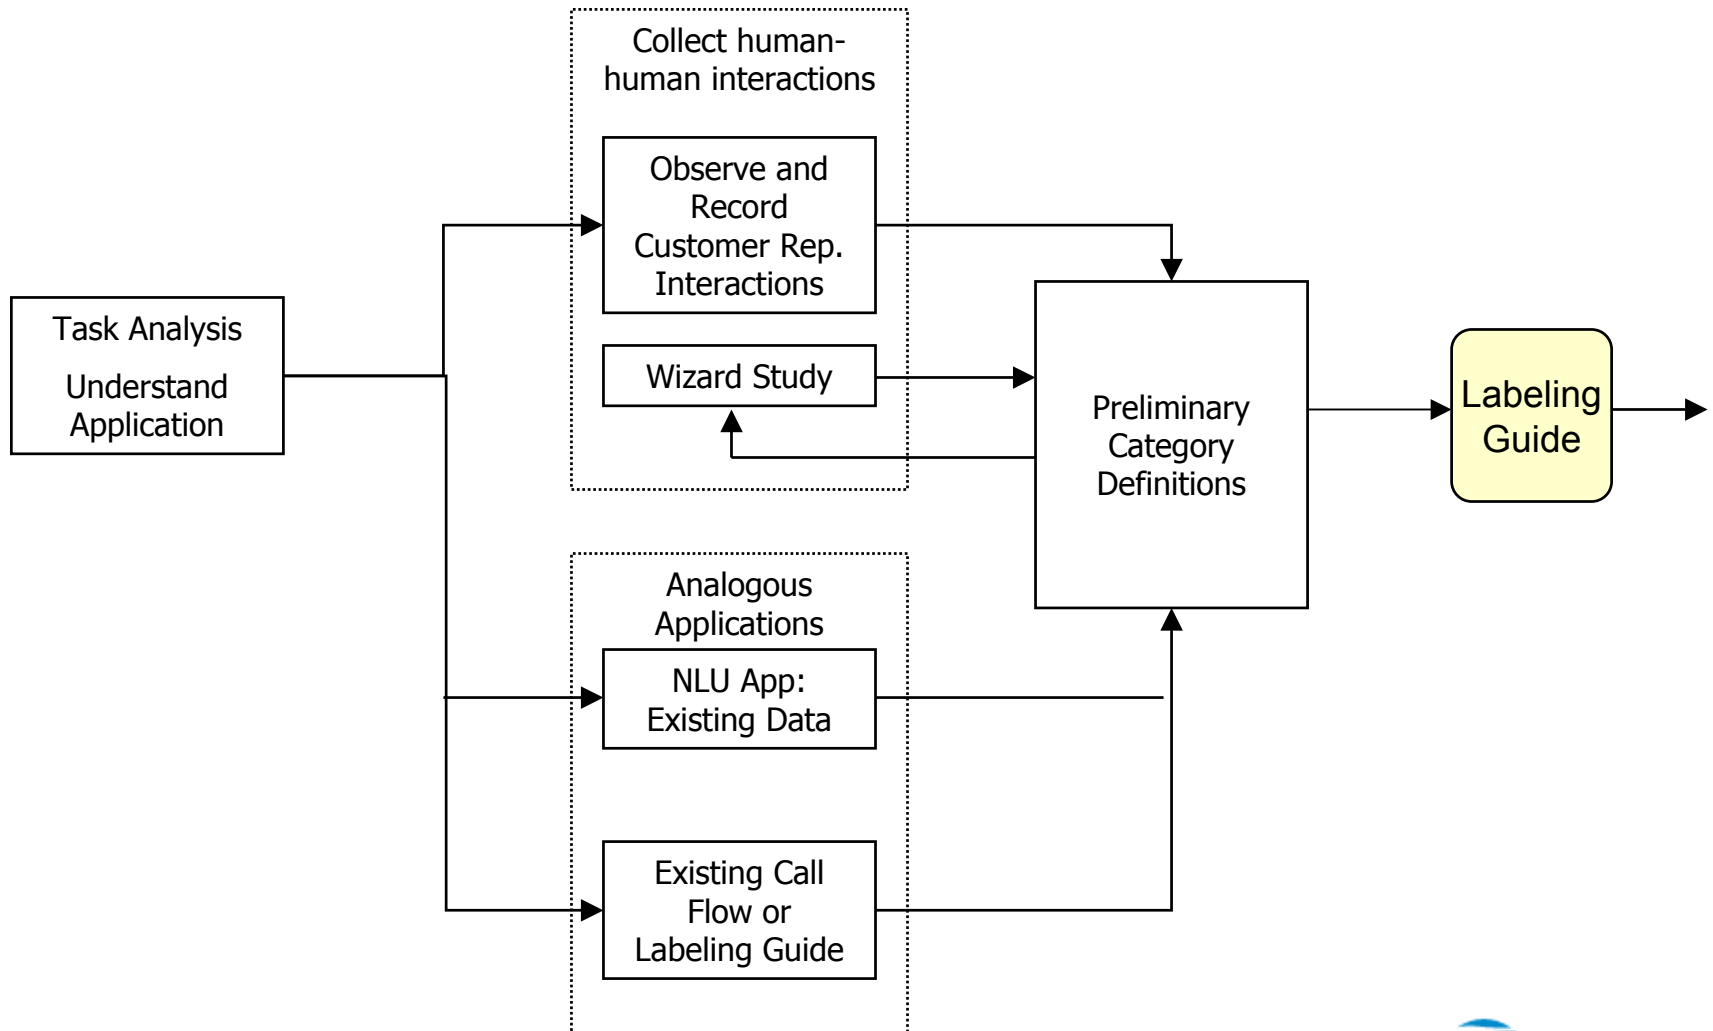 Collect human-
human interactions
Observe and
Record
Customer Rep.
Interactions
Task Analysis
Understand
Application
Wizard Study
Preliminary
Category
Definitions
Labeling
Guide
Analogous
Applications
NLU App:
Existing Data
Existing Call
Flow or
Labeling Guide